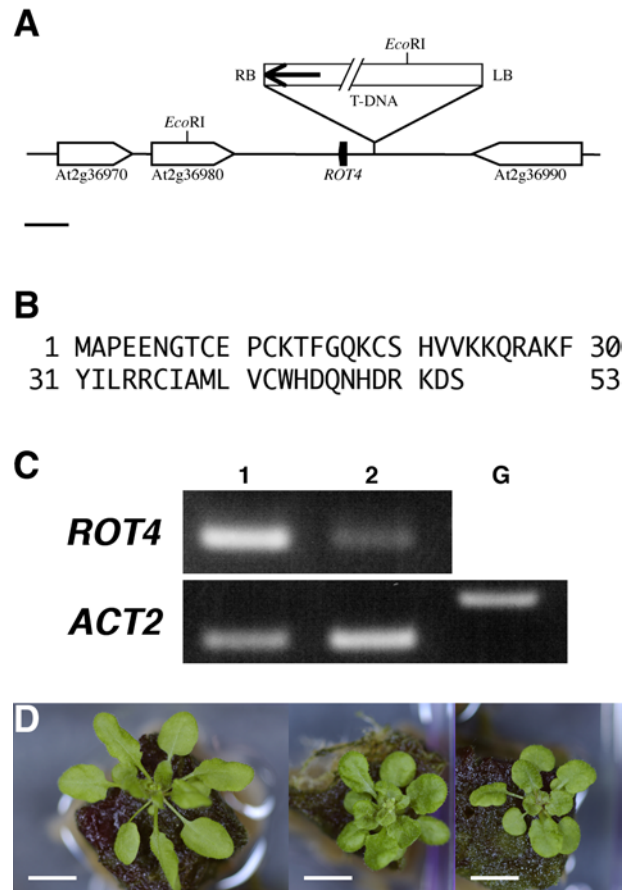 A
EcoRI
RB
LB
T-DNA
EcoRI
At2g36970
At2g36980
ROT4
At2g36990
B
1 MAPEENGTCE PCKTFGQKCS HVVKKQRAKF 30
31 YILRRCIAML VCWHDQNHDR KDS 53
C
1 2 G
ROT4
ACT2
D